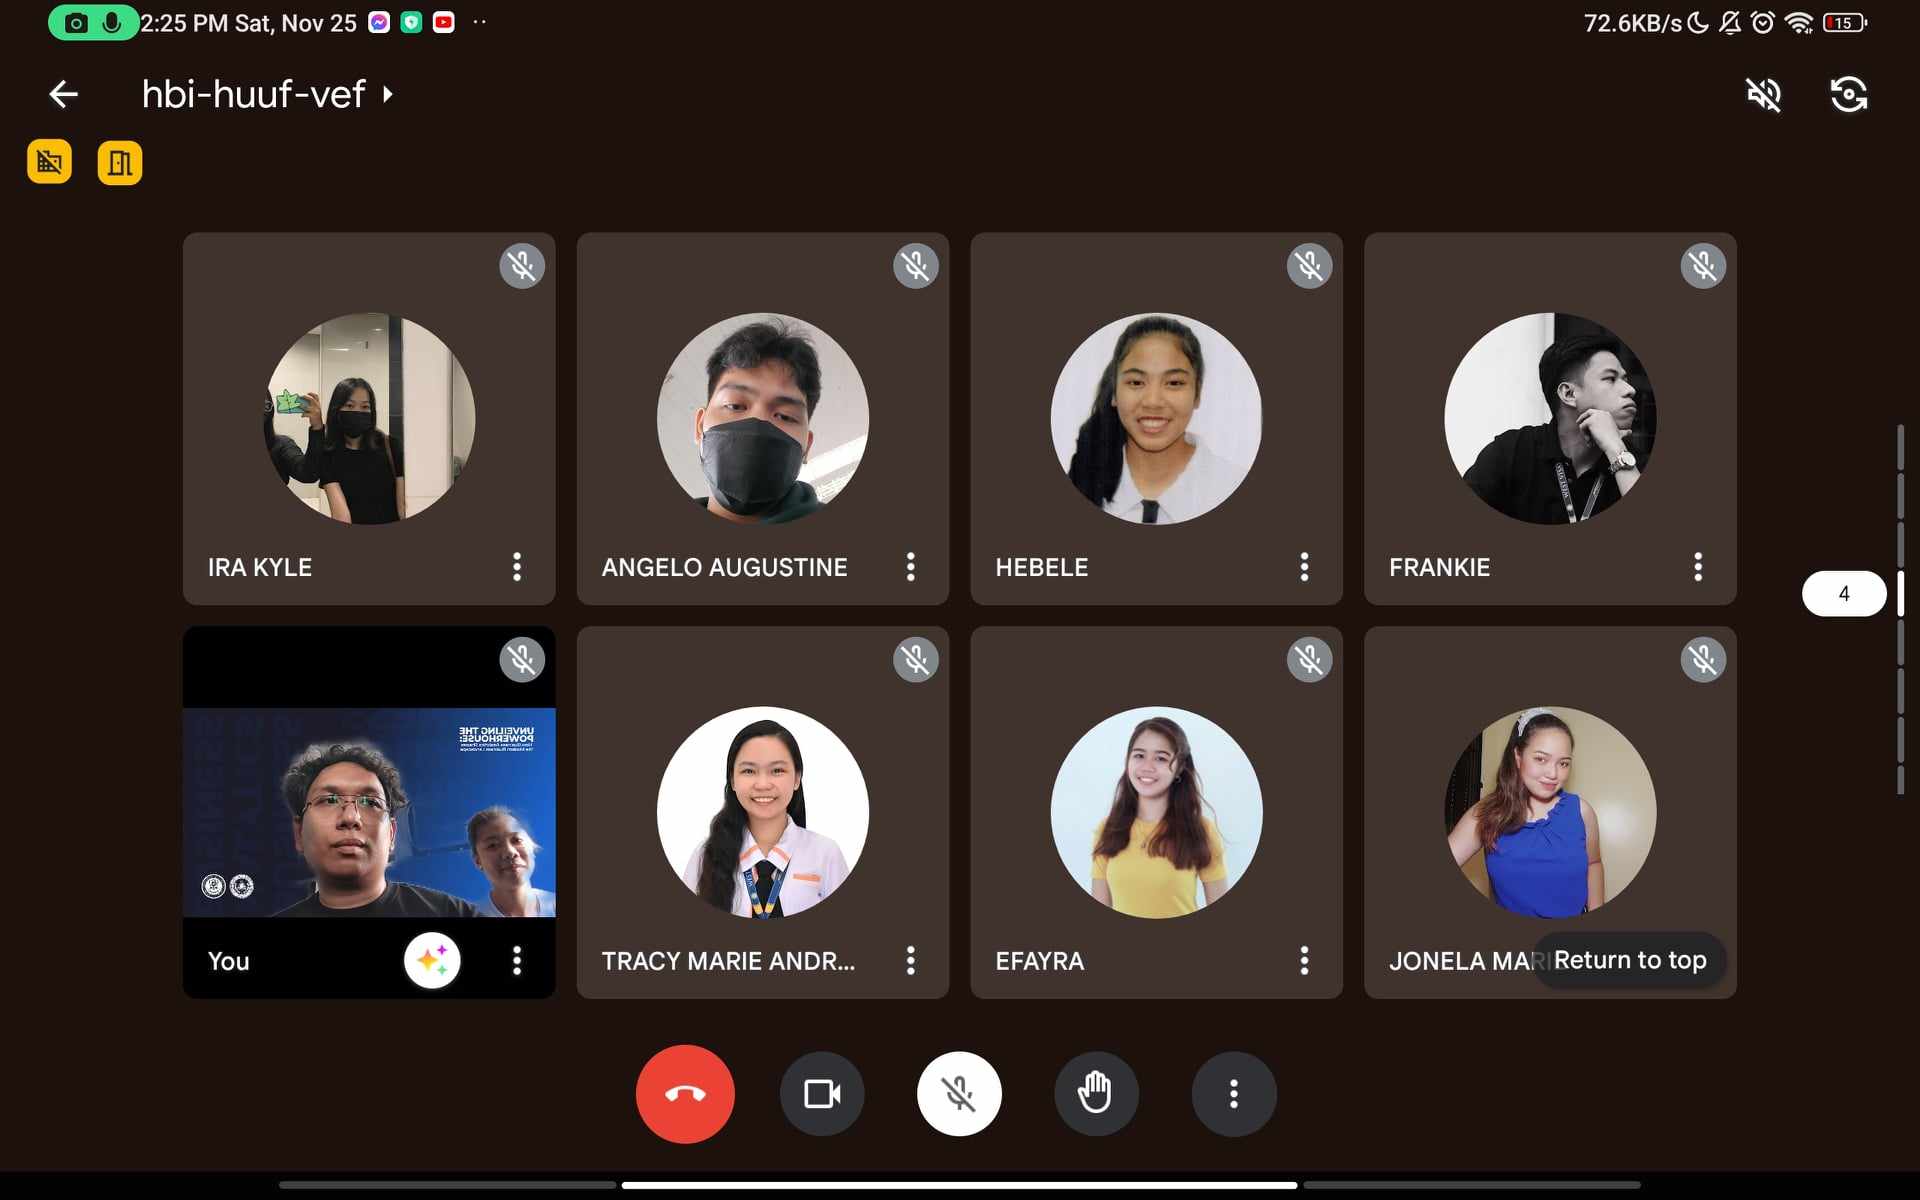 2:25 PM Sat, Nov 25
72.6KB/s
15
hbi-huuf-vef
IRA KYLE
ANGELO AUGUSTINE
HEBELE
FRANKIE
4
UNVEILING THE
POWERHOUSE:
You
TRACY MARIE ANDR...
EFAYRA
JONELA MARI
Return to top